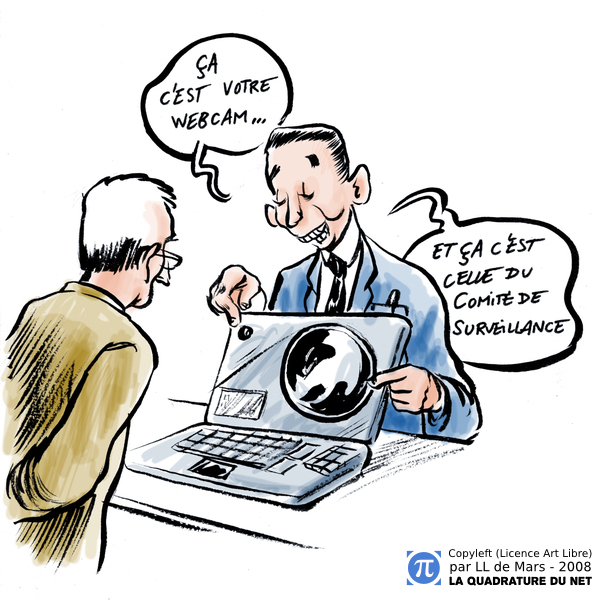 ÇA
C'EST VOTRE
WEBCAM...
ET ÇA C'EST
CELLE DU
COMITÉ DE
SURVEILLANCE
π
Copyleft (Licence Art Libre)
par LL de Mars - 2008
LA QUADRATURE DU NET